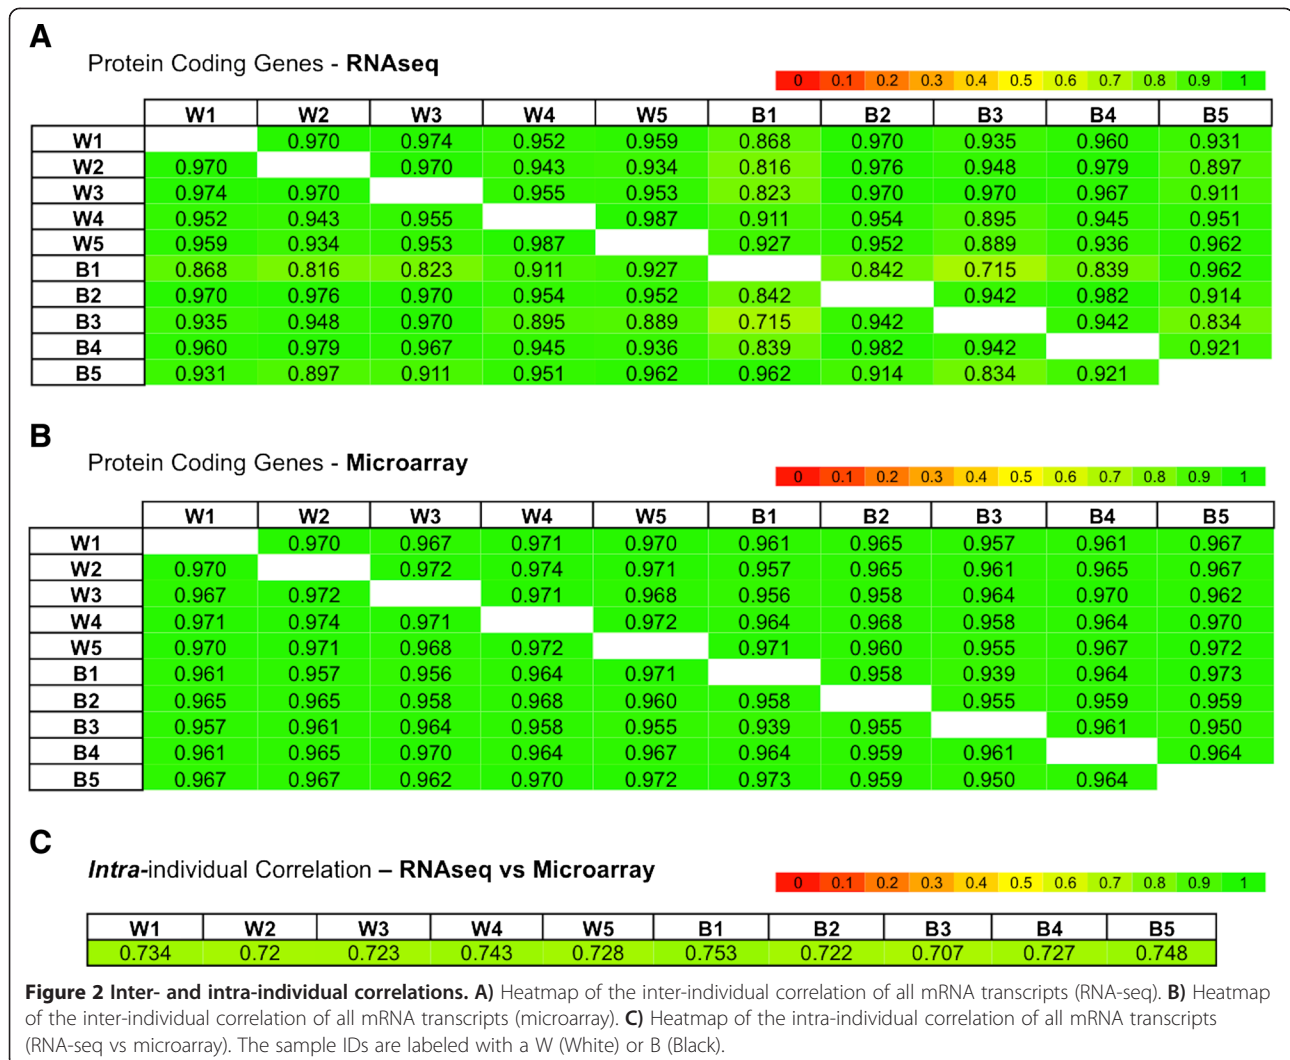 A
Protein Coding Genes - RNAseq
0 0.1 0.2 0.3 0.4 0.5 0.6 0.7 0.8 0.9 1
W1 W2 W3 W4 W5 B1 B2 B3 B4 B5
W1 0.970 0.974 0.952 0.959 0.868 0.970 0.935 0.960 0.931
W2 0.970 0.970 0.943 0.934 0.816 0.976 0.948 0.979 0.897
W3 0.974 0.970 0.955 0.953 0.823 0.970 0.970 0.967 0.911
W4 0.952 0.943 0.955 0.987 0.911 0.954 0.895 0.945 0.951
W5 0.959 0.934 0.953 0.987 0.927 0.952 0.889 0.936 0.962
B1 0.868 0.816 0.823 0.911 0.927 0.842 0.715 0.839 0.962
B2 0.970 0.976 0.970 0.954 0.952 0.842 0.942 0.982 0.914
B3 0.935 0.948 0.970 0.895 0.889 0.715 0.942 0.942 0.834
B4 0.960 0.979 0.967 0.945 0.936 0.839 0.982 0.942 0.921
B5 0.931 0.897 0.911 0.951 0.962 0.962 0.914 0.834 0.921
B
Protein Coding Genes - Microarray
0 0.1 0.2 0.3 0.4 0.5 0.6 0.7 0.8 0.9 1
W1 W2 W3 W4 W5 B1 B2 B3 B4 B5
W1 0.970 0.967 0.971 0.970 0.961 0.965 0.957 0.961 0.967
W2 0.970 0.972 0.974 0.971 0.957 0.965 0.961 0.965 0.967
W3 0.967 0.972 0.971 0.968 0.956 0.958 0.964 0.970 0.962
W4 0.971 0.974 0.971 0.972 0.964 0.968 0.958 0.964 0.970
W5 0.970 0.971 0.968 0.972 0.971 0.960 0.955 0.967 0.972
B1 0.961 0.957 0.956 0.964 0.971 0.958 0.939 0.964 0.973
B2 0.965 0.965 0.958 0.968 0.960 0.958 0.955 0.959 0.959
B3 0.957 0.961 0.964 0.958 0.955 0.939 0.955 0.961 0.950
B4 0.961 0.965 0.970 0.964 0.967 0.964 0.959 0.961 0.964
B5 0.967 0.967 0.962 0.970 0.972 0.973 0.959 0.950 0.964
C
Intra-individual Correlation – RNAseq vs Microarray
0 0.1 0.2 0.3 0.4 0.5 0.6 0.7 0.8 0.9 1
W1 W2 W3 W4 W5 B1 B2 B3 B4 B5
0.734 0.72 0.723 0.743 0.728 0.753 0.722 0.707 0.727 0.748
Figure 2 Inter- and intra-individual correlations. A) Heatmap of the inter-individual correlation of all mRNA transcripts (RNA-seq). B) Heatmap
of the inter-individual correlation of all mRNA transcripts (microarray). C) Heatmap of the intra-individual correlation of all mRNA transcripts
(RNA-seq vs microarray). The sample IDs are labeled with a W (White) or B (Black).